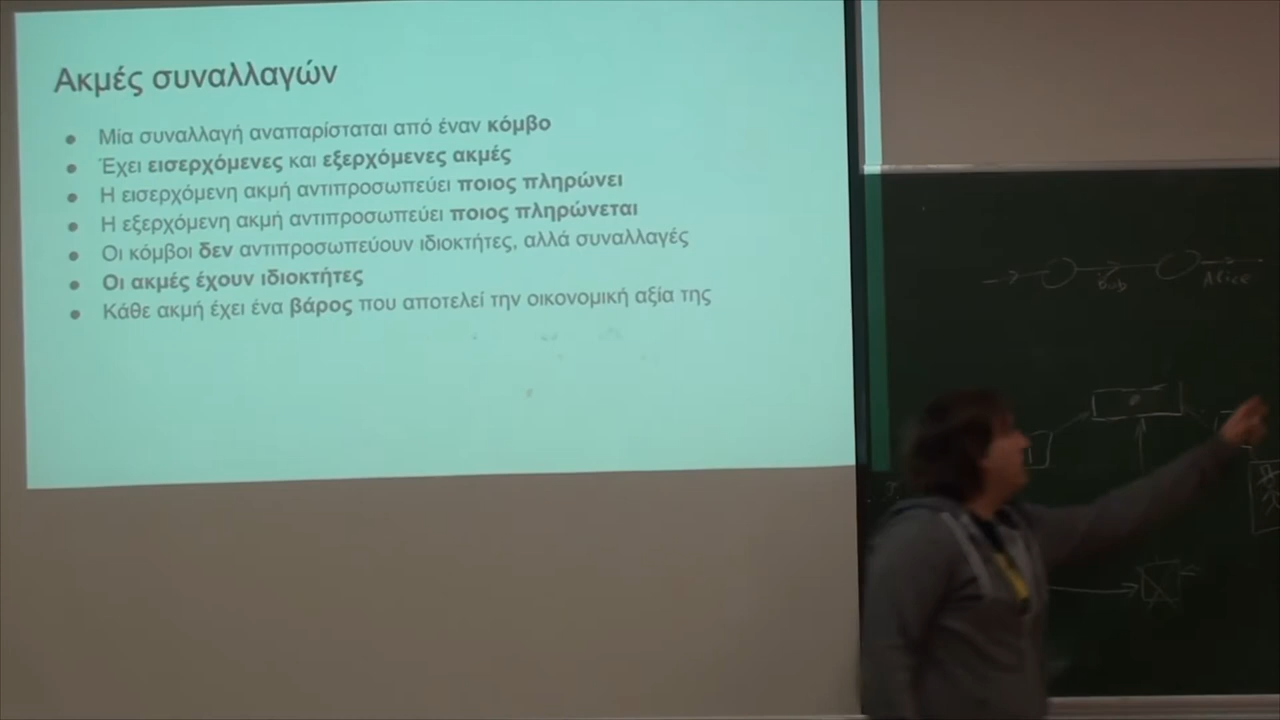 Ακμές συναλλαγών
● Μία συναλλαγή αναπαρίσταται από έναν κόμβο
● Έχει εισερχόμενες και εξερχόμενες ακμές
● Η εισερχόμενη ακμή αντιπροσωπεύει ποιος πληρώνει
● Η εξερχόμενη ακμή αντιπροσωπεύει ποιος πληρώνεται
● Οι κόμβοι δεν αντιπροσωπεύουν ιδιοκτήτες, αλλά συναλλαγές
● Οι ακμές έχουν ιδιοκτήτες
● Κάθε ακμή έχει ένα βάρος που αποτελεί την οικονομική αξία της
Bob
Alice